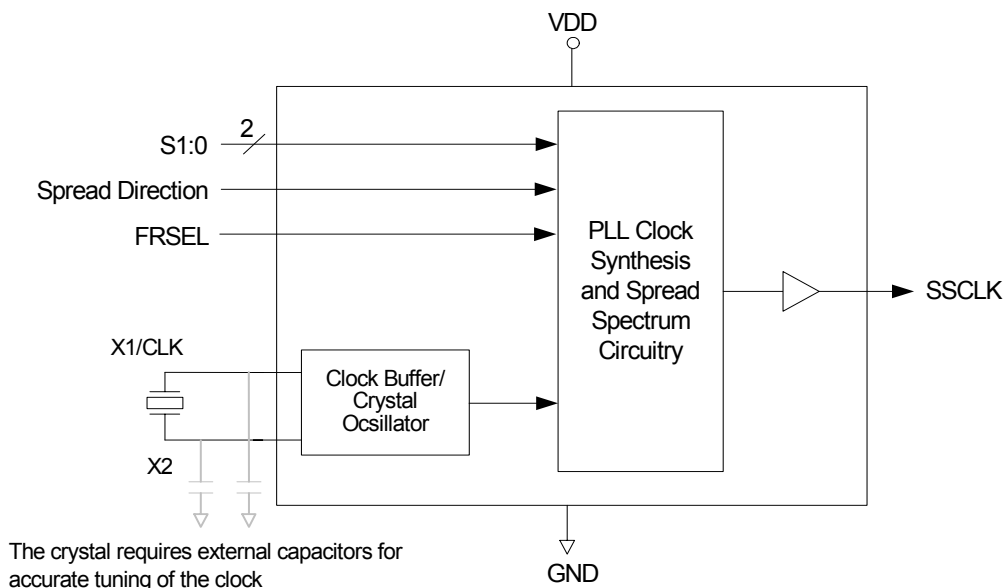 VDD
2
S1:0
Spread Direction
FRSEL
PLL Clock
Synthesis
and Spread
Spectrum
Circuitry
SSCLK
X1/CLK
Clock Buffer/
Crystal
Ocsillator
X2
The crystal requires external capacitors for
accurate tuning of the clock
GND